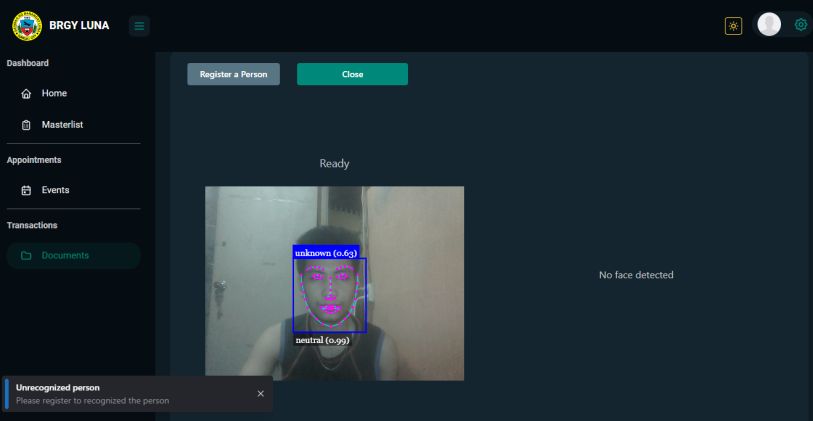 BRGY LUNA
Dashboard
Home
Masterlist
Appointments
Events
Transactions
Documents
Register a Person
Close
Ready
unknown (0.63)
neutral (0.99)
No face detected
Unrecognized person
Please register to recognized the person